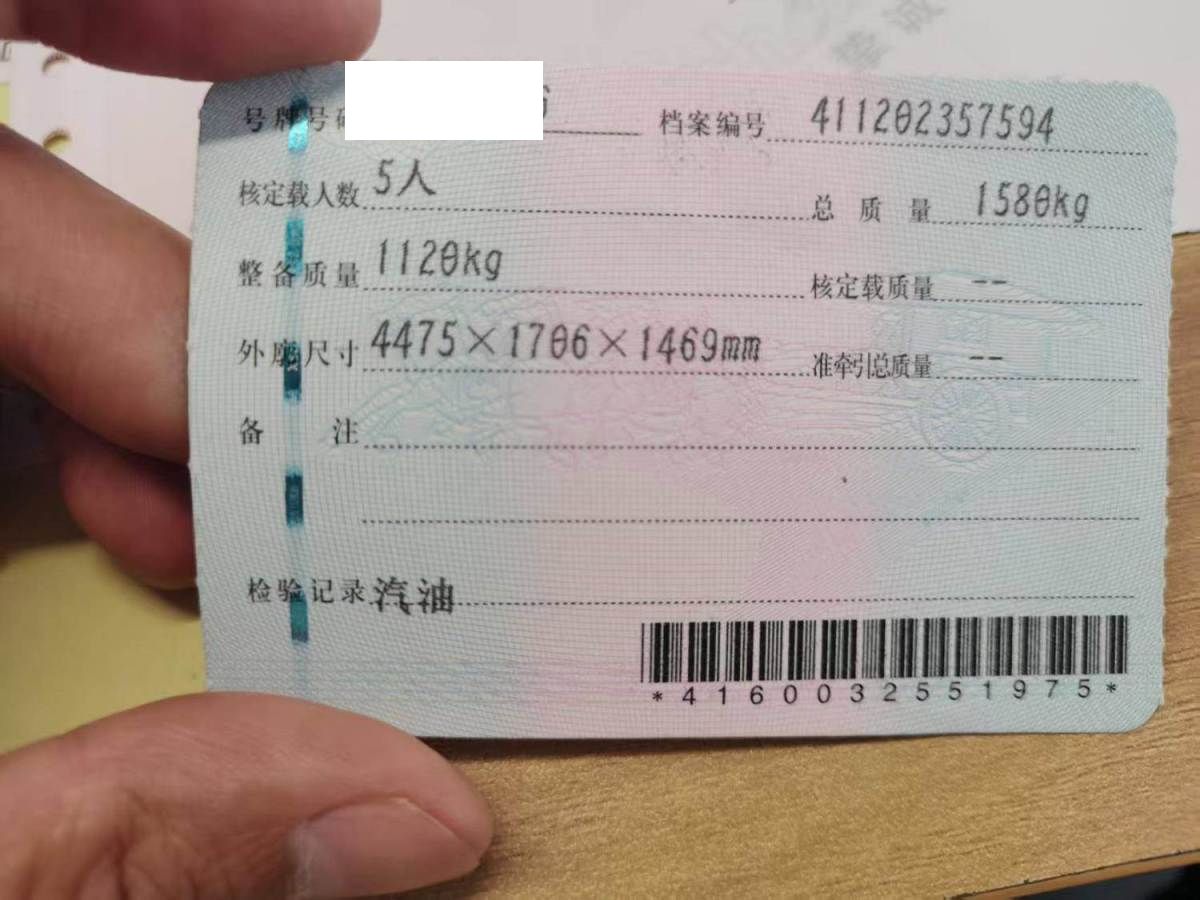 号牌号码 6 档案编号 411202357594
核定载人数 5人 总质量 1580kg
整备质量 1120kg 核定载质量 --
外廓尺寸 4475×1706×1469mm 准牵引总质量 --
备注
检验记录 汽油
*4160032551975*